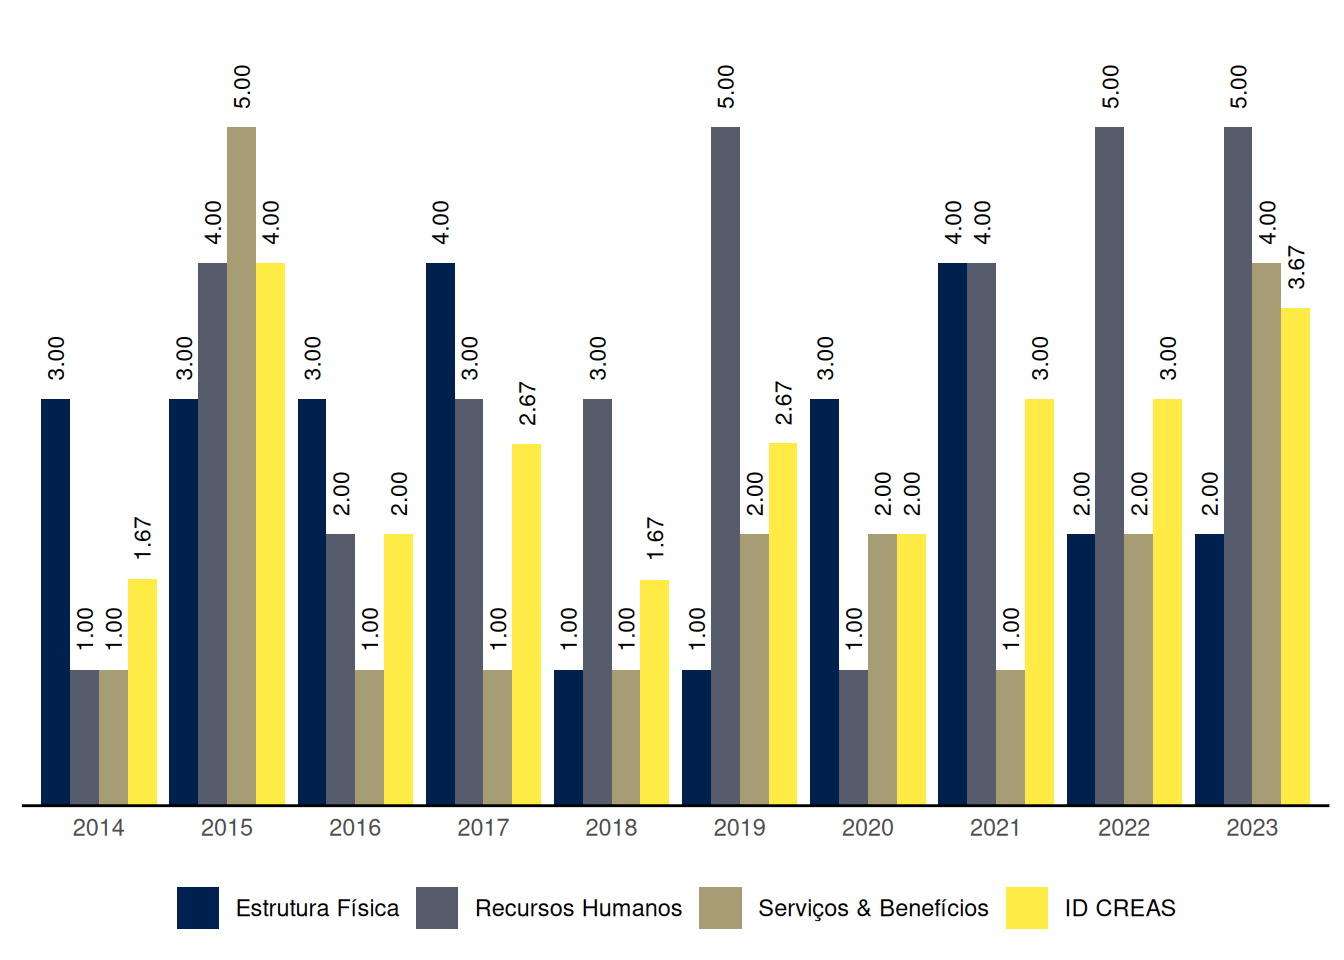 3.00 1.00 1.00 1.67
3.00 4.00 5.00 4.00
3.00 2.00 1.00 2.00
4.00 3.00 1.00 2.67
1.00 3.00 1.00 1.67
1.00 5.00 2.00 2.67
3.00 1.00 2.00 2.00
4.00 4.00 1.00 3.00
2.00 5.00 2.00 3.00
2.00 5.00 4.00 3.67
2014 2015 2016 2017 2018 2019 2020 2021 2022 2023
Estrutura Física Recursos Humanos Serviços & Benefícios ID CREAS